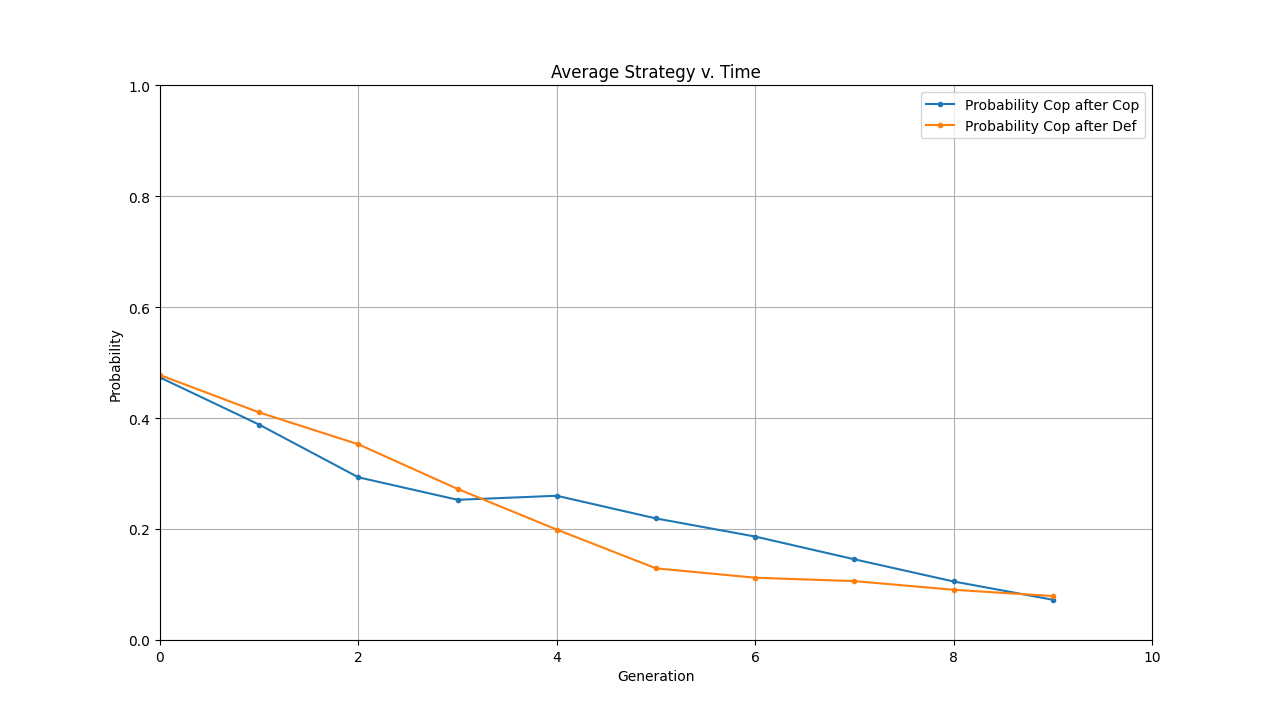 Average Strategy v. Time
Probability Cop after Cop
Probability Cop after Def
1.0
0.8
0.6
0.4
0.2
0.0
Probability
0 2 4 6 8 10
Generation